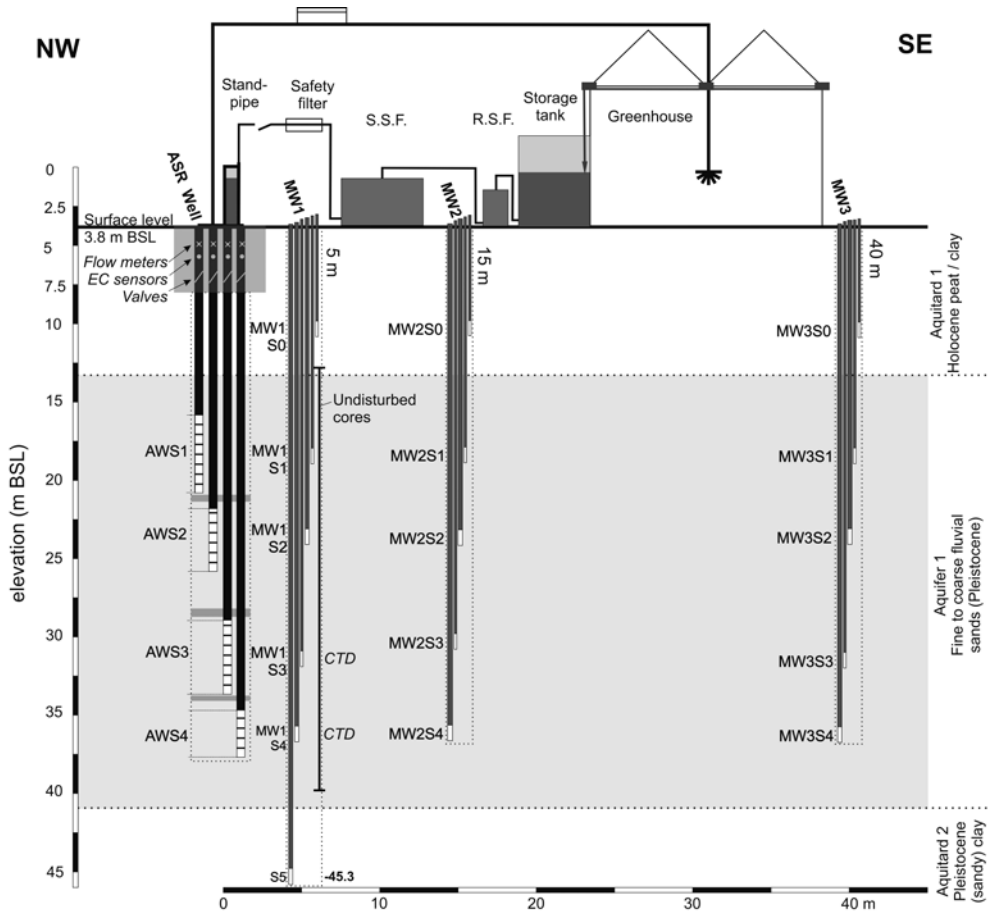 NW
SE
Stand-
pipe
Safety
filter
S.S.F.
R.S.F.
Storage
tank
Greenhouse
ASR Well
MW1
MW2
MW3
0
2.5
5
7.5
10
15
20
25
30
35
40
45
elevation (m BSL)
Surface level
3.8 m BSL
Flow meters
EC sensors
Valves
5 m
15 m
40 m
MW1
S0
MW2S0
MW3S0
Undisturbed
cores
AWS1
MW1
S1
MW2S1
MW3S1
AWS2
MW1
S2
MW2S2
MW3S2
AWS3
MW1
S3
CTD
MW2S3
MW3S3
AWS4
MW1
S4
CTD
MW2S4
MW3S4
S5
-45.3
Aquitard 1
Holocene peat / clay
Aquifer 1
Fine to coarse fluvial
sands (Pleistocene)
Aquitard 2
Pleistocene
(sandy) clay
0
10
20
30
40 m